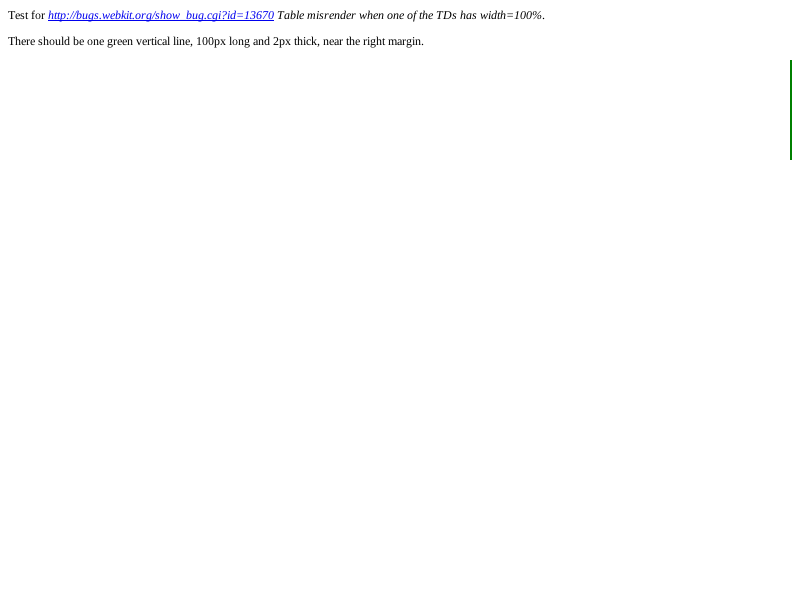 Test for http://bugs.webkit.org/show_bug.cgi?id=13670 Table misrender when one of the TDs has width=100%.
There should be one green vertical line, 100px long and 2px thick, near the right margin.